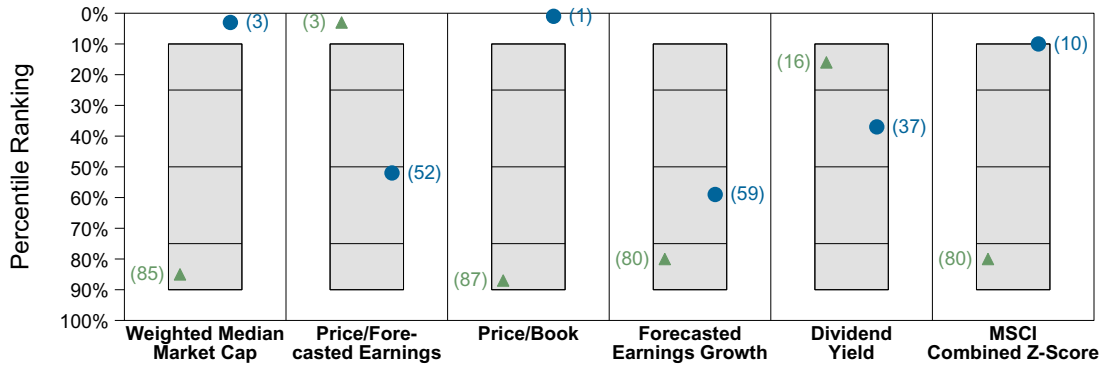 Percentile Ranking
0%
10%
20%
30%
40%
50%
60%
70%
80%
90%
100%
(3)
(85)
(3)
(52)
(1)
(87)
(59)
(80)
(16)
(37)
(10)
(80)
Weighted Median
Market Cap
Price/Fore-
casted Earnings
Price/Book
Forecasted
Earnings Growth
Dividend
Yield
MSCI
Combined Z-Score